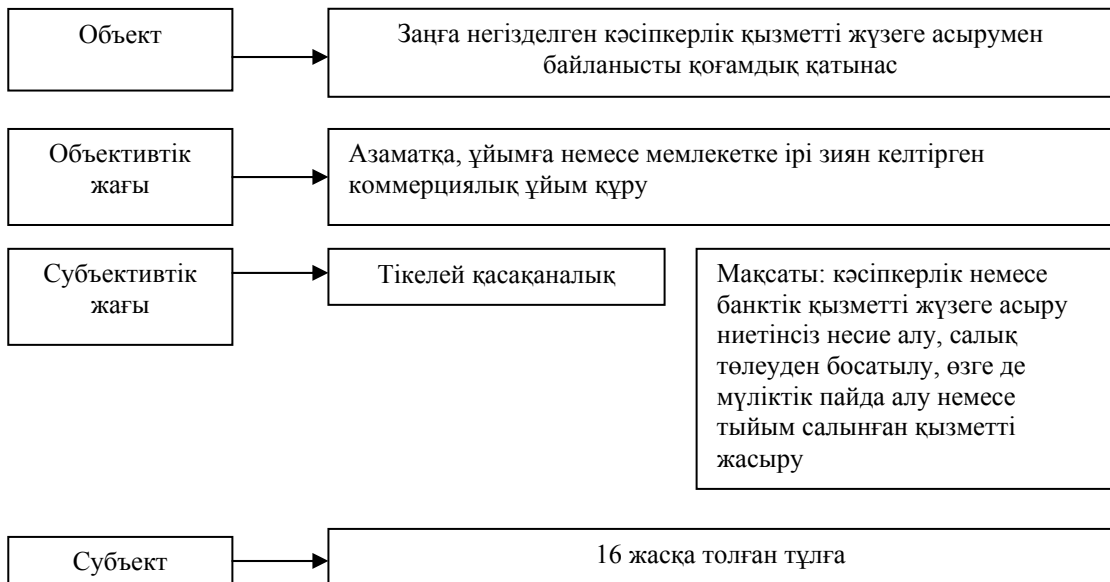 Объект
Заңға негізделген кәсіпкерлік қызметті жүзеге асырумен
байланысты қоғамдық қатынас
Объективтік
жағы
Азаматқа, ұйымға немесе мемлекетке ірі зиян келтірген
коммерциялық ұйым құру
Субъективтік
жағы
Тікелей қасақаналық
Мақсаты: кәсіпкерлік немесе
банктік қызметті жүзеге асыру
ниетінсіз несие алу, салық
төлеуден босатылу, өзге де
мүліктік пайда алу немесе
тыйым салынған қызметті
жасыру
Субъект
16 жасқа толған тұлға